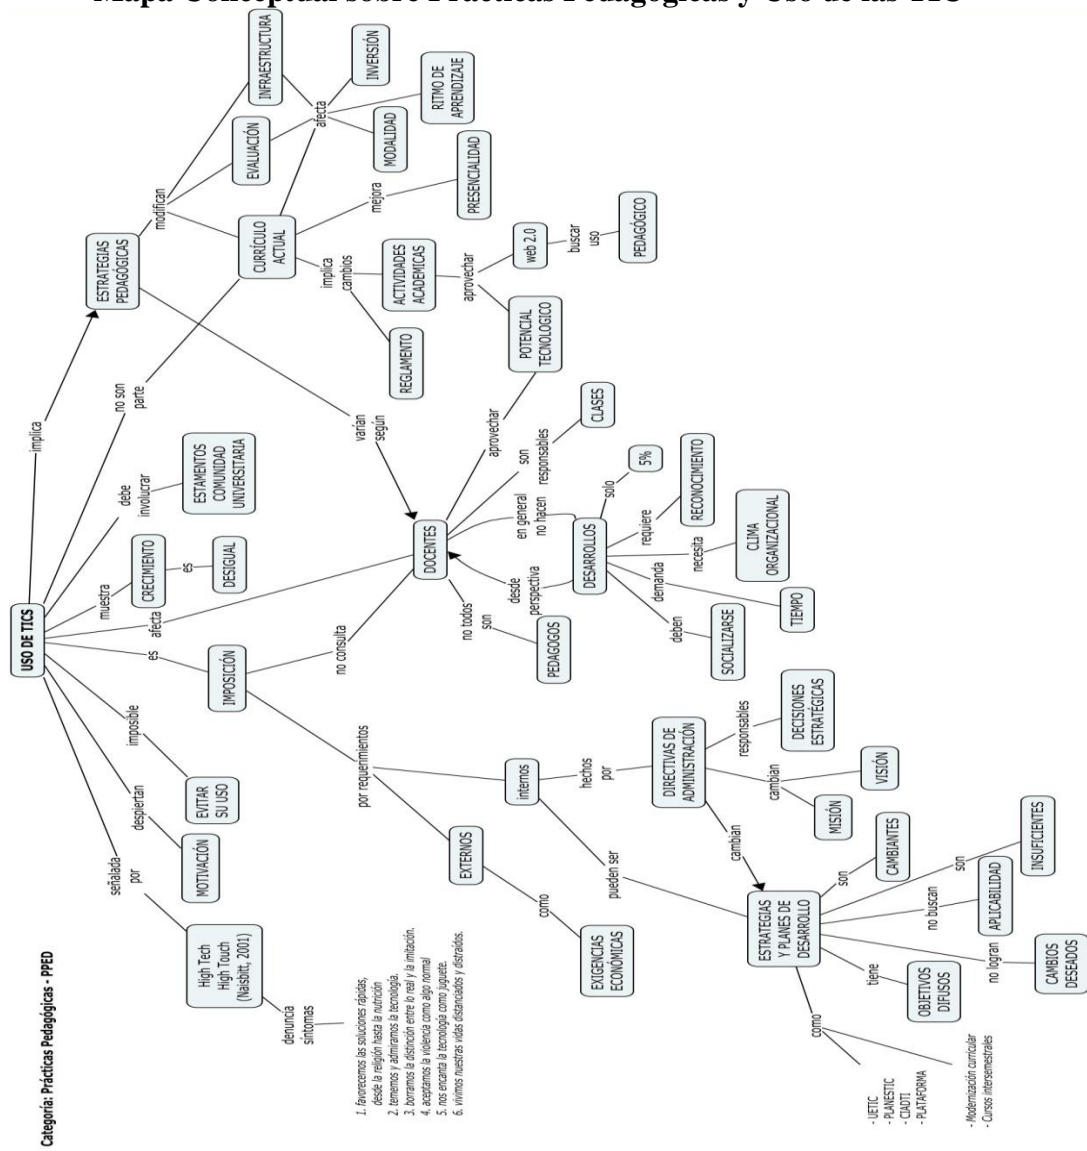 Mapa Conceptual sobre Prácticas Pedagógicas y Uso de las TIC
Categoría: Prácticas Pedagógicas - PPED
USO DE TICS
señalada
por
High Tech
High Touch
(Naisbitt, 2001)
denuncia
síntomas
1. favorecemos las soluciones rápidas,
desde la religión hasta la nutrición
2. tememos y admiramos la tecnología.
3. borramos la distinción entre lo real y la imitación.
4. aceptamos la violencia como algo normal
5. nos encanta la tecnología como juguete.
6. vivimos nuestras vidas distanciados y distraídos.
despiertan
MOTIVACIÓN
imposible
EVITAR
SU USO
es
IMPOSICIÓN
no consulta
por requerimientos
EXTERNOS
como
EXIGENCIAS
ECONÓMICAS
internos
hechos
por
pueden ser
DIRECTIVAS DE
ADMINISTRACIÓN
responsables
DECISIONES
ESTRATÉGICAS
cambian
MISIÓN
VISIÓN
cambian
ESTRATEGIAS
Y PLANES DE
DESARROLLO
como
- UETIC
- PLANESTIC
- CIADTI
- PLATAFORMA
- Modernización curricular
- Cursos intersemestrales
tiene
OBJETIVOS
DIFUSOS
no logran
CAMBIOS
DESEADOS
no buscan
APLICABILIDAD
son
CAMBIANTES
son
INSUFICIENTES
afecta
muestra
CRECIMIENTO
es
DESIGUAL
debe
involucrar
ESTAMENTOS
COMUNIDAD
UNIVERSITARIA
no son
parte
implica
ESTRATEGIAS
PEDAGÓGICAS
varían
según
DOCENTES
no todos
son
PEDAGOGOS
desde
perspectiva
en general
no hacen
DESARROLLOS
deben
SOCIALIZARSE
demanda
TIEMPO
necesita
CLIMA
ORGANIZACIONAL
requiere
RECONOCIMIENTO
solo
5%
son
responsables
CLASES
aprovechar
POTENCIAL
TECNOLOGICO
modifican
CURRÍCULO
ACTUAL
EVALUACIÓN
INFRAESTRUCTURA
afecta
INVERSIÓN
RITMO DE
APRENDIZAJE
MODALIDAD
mejora
PRESENCIALIDAD
implica
cambios
REGLAMENTO
ACTIVIDADES
ACADEMICAS
aprovechar
web 2.0
buscar
uso
PEDAGÓGICO